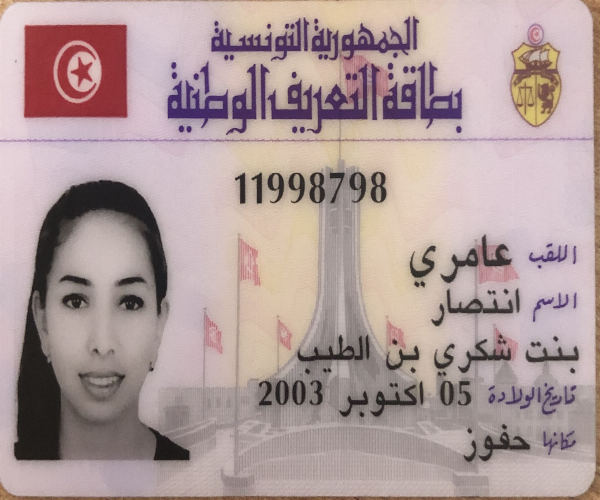 الجمهورية التونسية
بطاقة التعريف الوطنية
11998798
اللقب عامري
الاسم انتصار
بنت شكري بن الطيب
تاريخ الولادة 05 اكتوبر 2003
مكانها حفوز